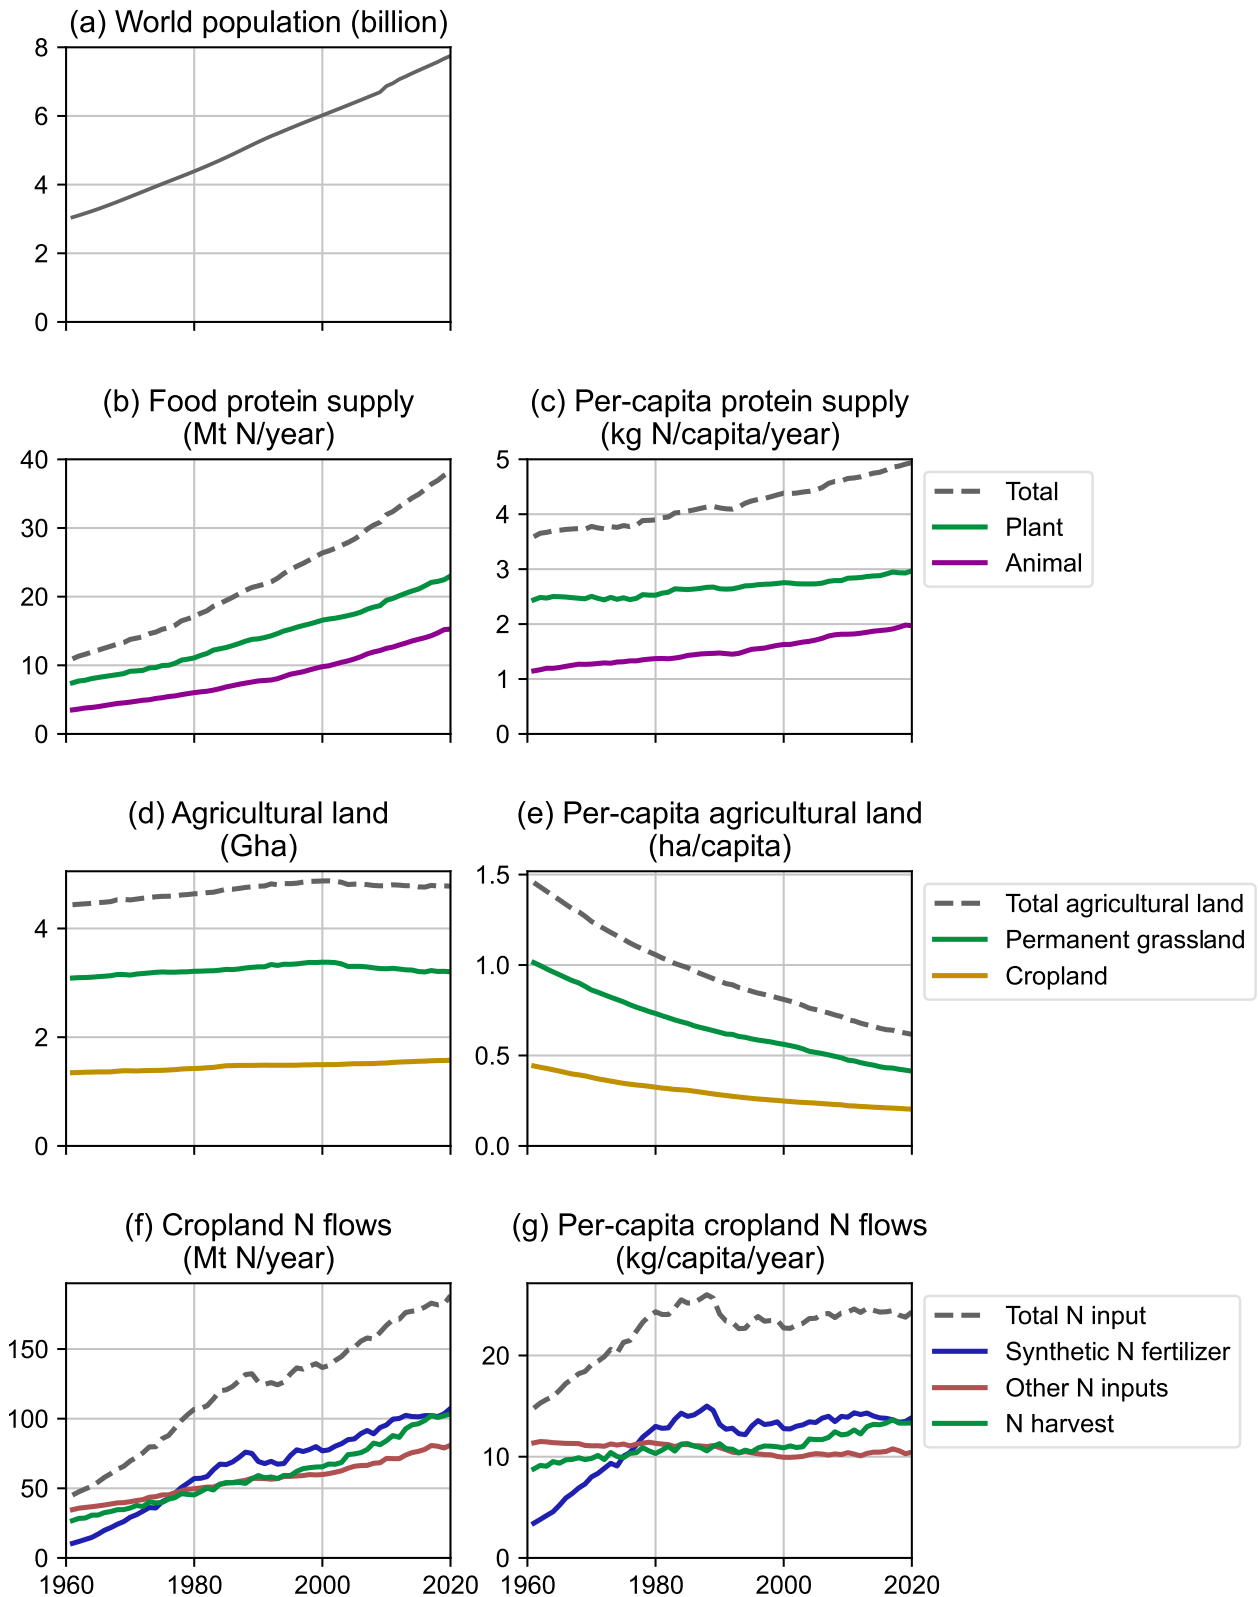 (a) World population (billion)
8
6
4
2
0
(b) Food protein supply
(Mt N/year)
40
30
20
10
0
(c) Per-capita protein supply
(kg N/capita/year)
5
4
3
2
1
0
Total
Plant
Animal
(d) Agricultural land
(Gha)
4
2
0
(e) Per-capita agricultural land
(ha/capita)
1.5
1.0
0.5
0.0
Total agricultural land
Permanent grassland
Cropland
(f) Cropland N flows
(Mt N/year)
150
100
50
0
1960 1980 2000 2020
(g) Per-capita cropland N flows
(kg/capita/year)
20
10
0
1960 1980 2000 2020
Total N input
Synthetic N fertilizer
Other N inputs
N harvest